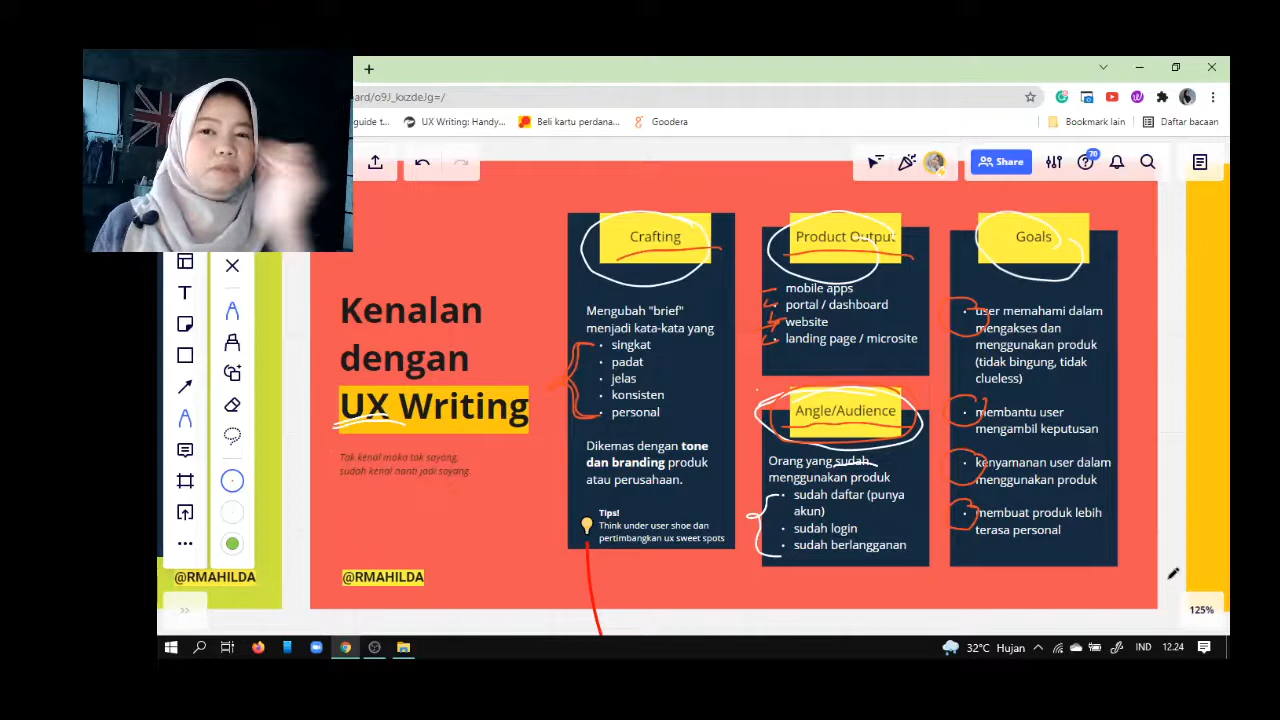 ard/o9J_kxzdeJg=/
guide t...
UX Writing: Handy...
Beli kartu perdana...
Goodera
Bookmark lain
Daftar bacaan
Share
70
Kenalan
dengan
UX Writing
Tak kenal maka tak sayang,
sudah kenal nanti jadi sayang.
@RMAHILDA
@RMAHILDA
Crafting
Mengubah "brief"
menjadi kata-kata yang
• singkat
• padat
• jelas
• konsisten
• personal
Dikemas dengan tone
dan branding produk
atau perusahaan.
Tips!
Think under user shoe dan
pertimbangkan ux sweet spots
Product Output
mobile apps
portal / dashboard
website
landing page / microsite
Angle/Audience
Orang yang sudah
menggunakan produk
• sudah daftar (punya
akun)
• sudah login
• sudah berlangganan
Goals
• user memahami dalam
mengakses dan
menggunakan produk
(tidak bingung, tidak
clueless)
• membantu user
mengambil keputusan
• kenyamanan user dalam
menggunakan produk
• membuat produk lebih
terasa personal
125%
32°C Hujan
IND
12.24